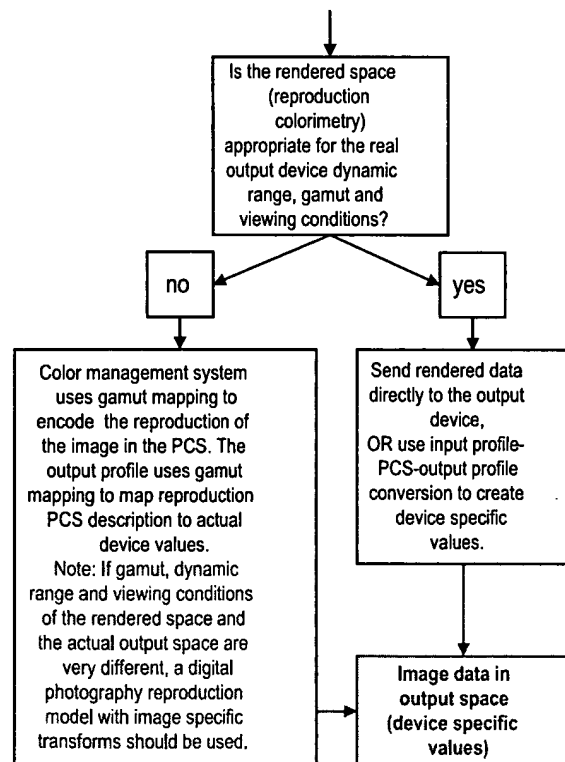 Is the rendered space
(reproduction
colorimetry)
appropriate for the real
output device dynamic
range, gamut and
viewing conditions?
no
yes
Color management system
uses gamut mapping to
encode the reproduction of
the image in the PCS. The
output profile uses gamut
mapping to map reproduction
PCS description to actual
device values.
Note: If gamut, dynamic
range and viewing conditions
of the rendered space and
the actual output space are
very different, a digital
photography reproduction
model with image specific
transforms should be used.
Send rendered data
directly to the output
device,
OR use input profile-
PCS-output profile
conversion to create
device specific
values.
Image data in
output space
(device specific
values)